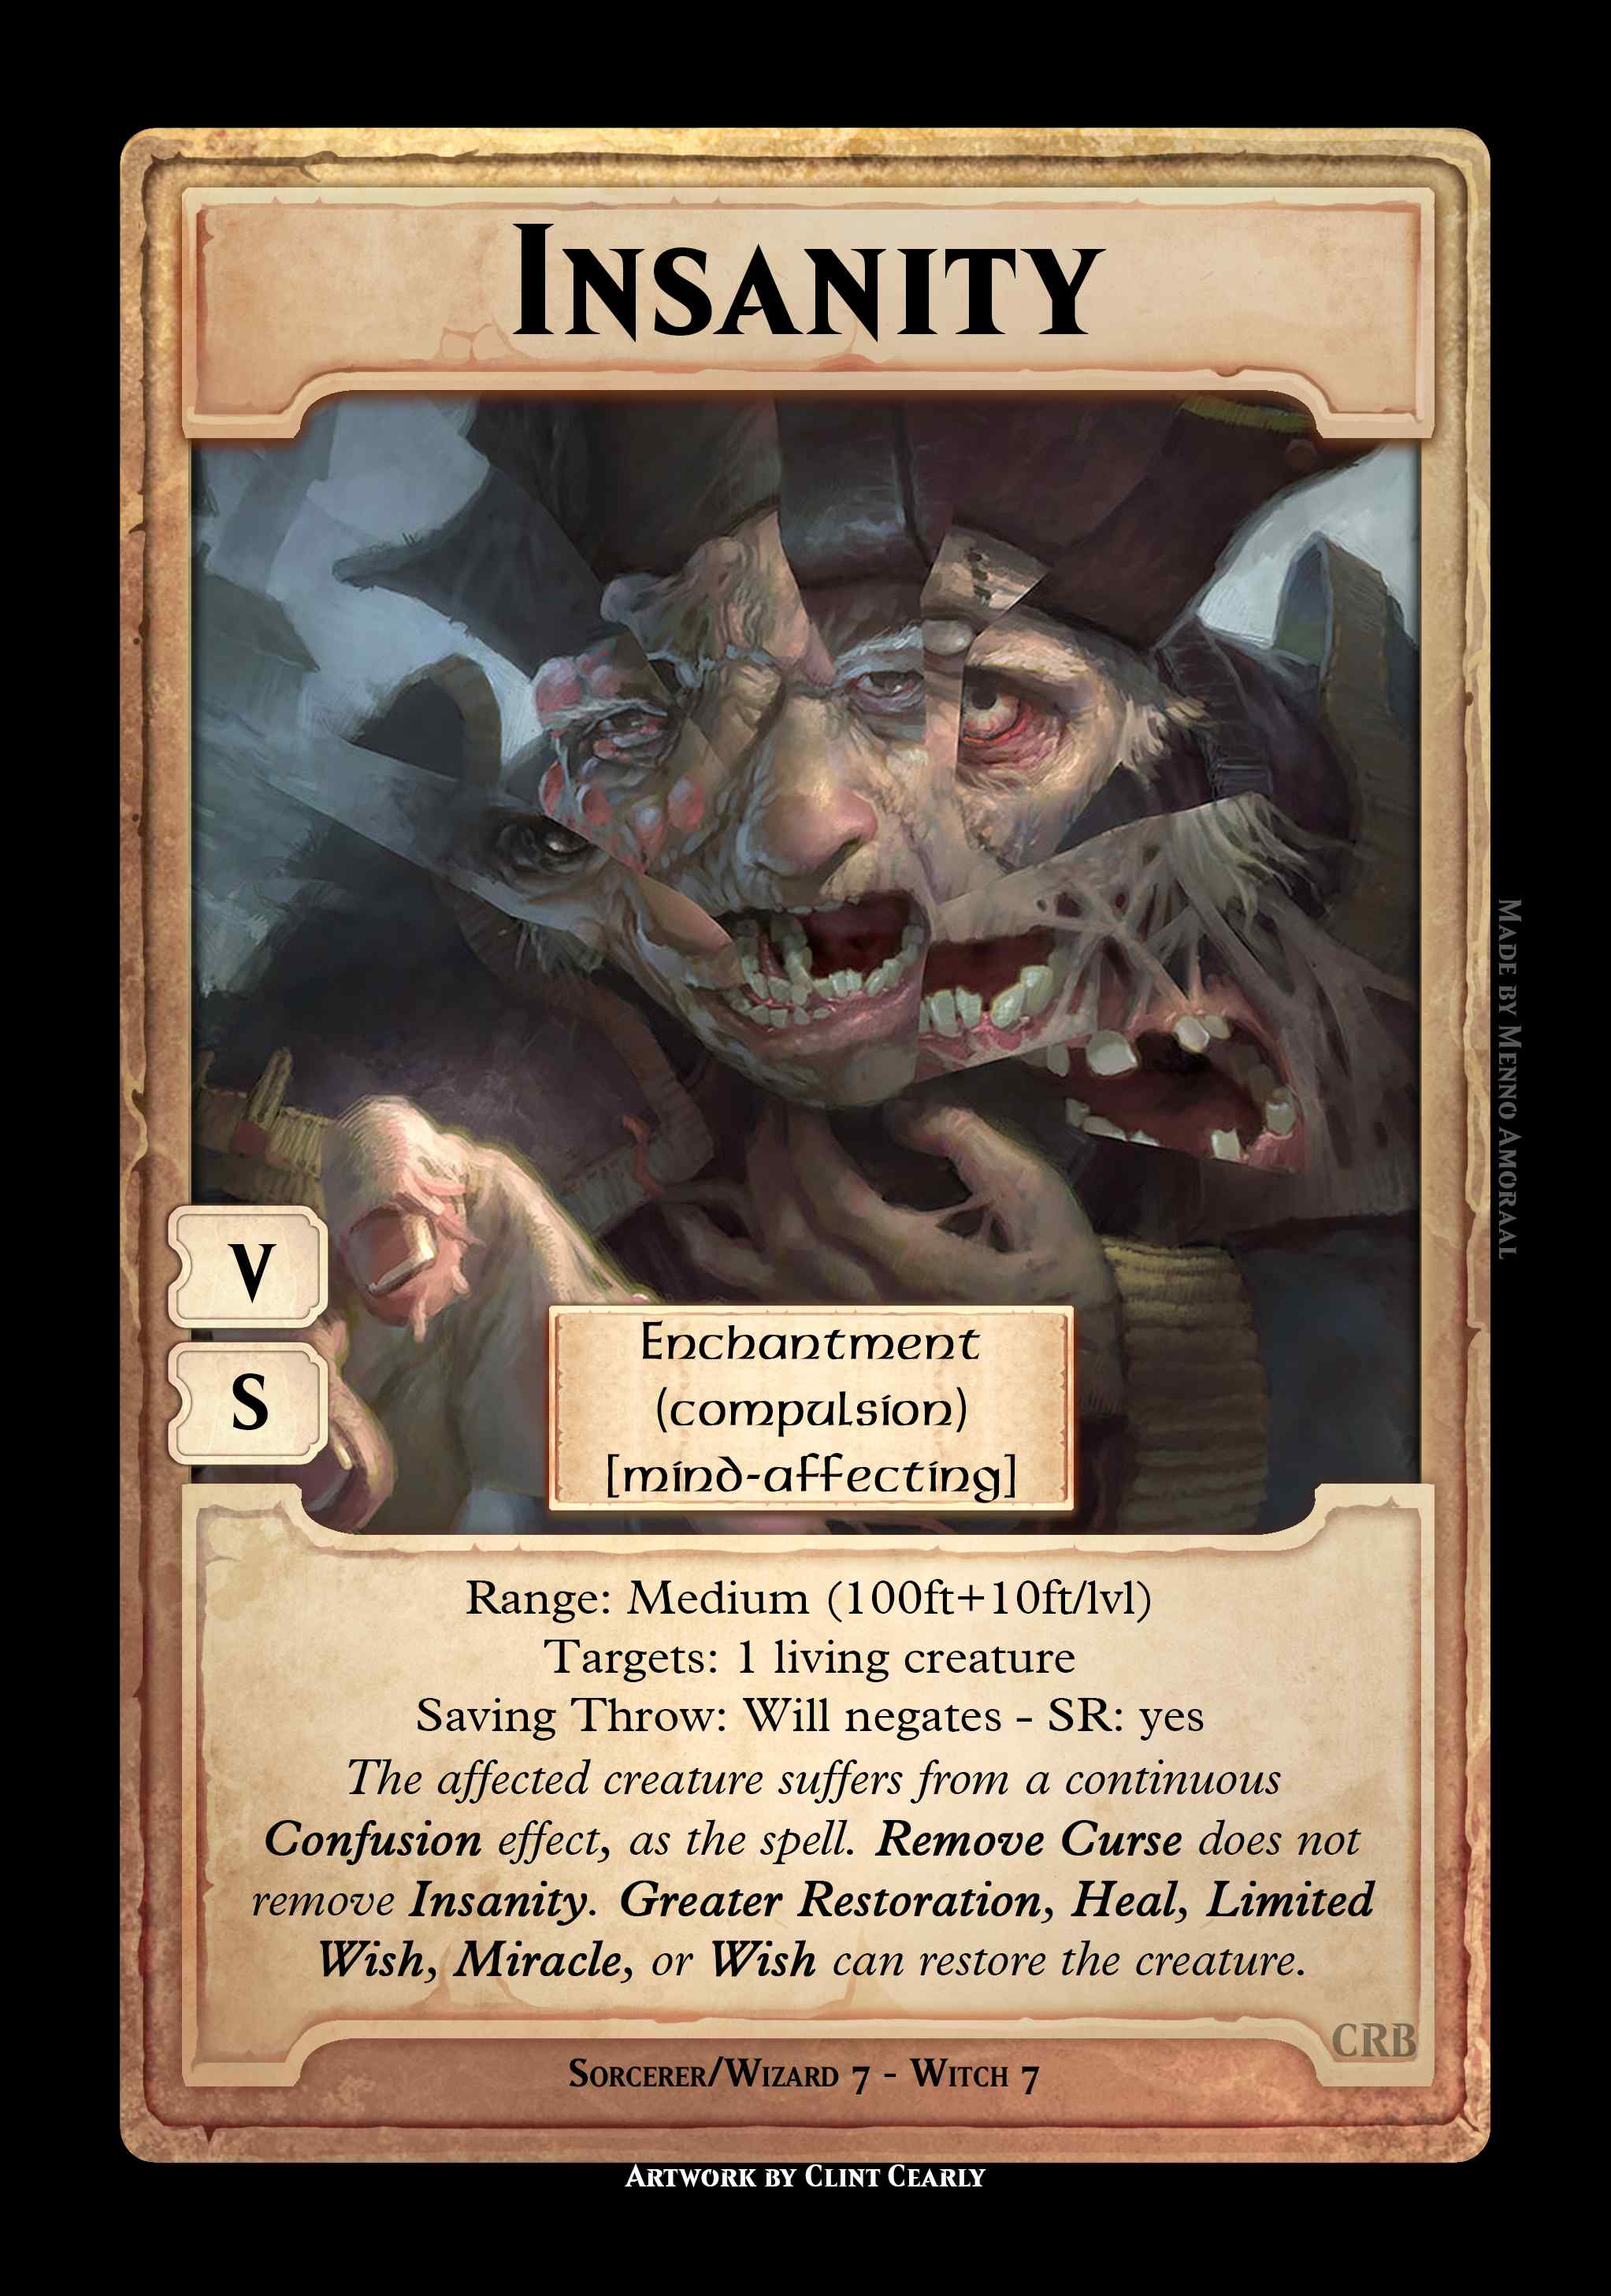 Insanity
V
S
Enchantment
(compulsion)
[mind-affecting]
Range: Medium (100ft+10ft/lvl)
Targets: 1 living creature
Saving Throw: Will negates - SR: yes
The affected creature suffers from a continuous
Confusion effect, as the spell. Remove Curse does not
remove Insanity. Greater Restoration, Heal, Limited
Wish, Miracle, or Wish can restore the creature.
CRB
Sorcerer/Wizard 7 - Witch 7
Artwork by Clint Cearly
Made by Menno Amoraal